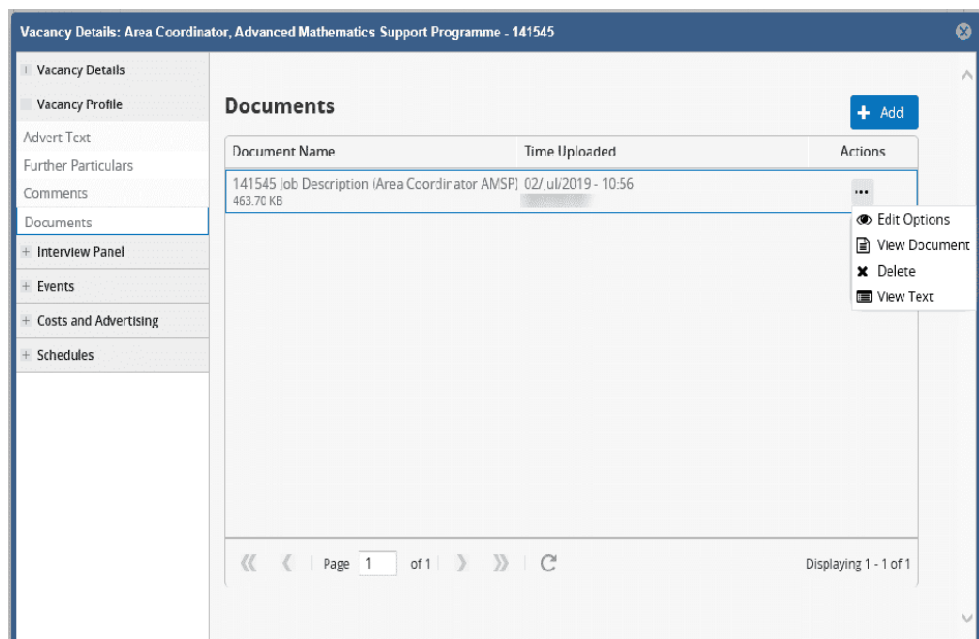 Vacancy Details: Area Coordinator, Advanced Mathematics Support Programme - 141545
Vacancy Details
Vacancy Profile
Advert Text
Further Particulars
Comments
Documents
+ Interview Panel
+ Events
+ Costs and Advertising
+ Schedules
Documents
+ Add
Document Name Time Uploaded Actions
141545 Job Description (Area Coordinator AMSP) 02/Jul/2019 - 10:56
463.70 KB
Edit Options
View Document
Delete
View Text
Page 1 of 1 Displaying 1 - 1 of 1